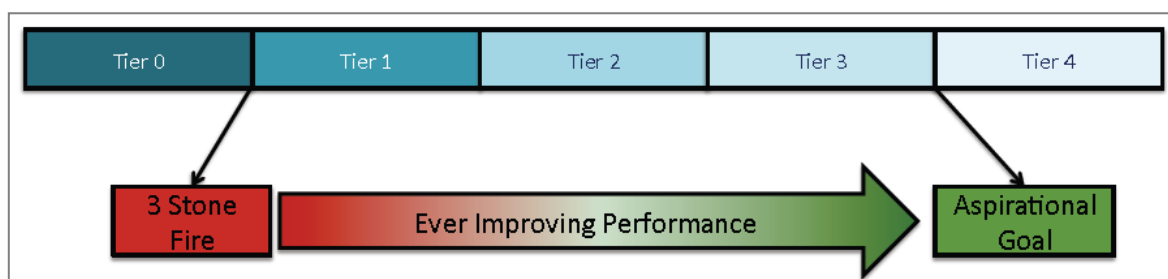 Tier 0 Tier 1 Tier 2 Tier 3 Tier 4
3 Stone
Fire
Ever Improving Performance
Aspirational
Goal